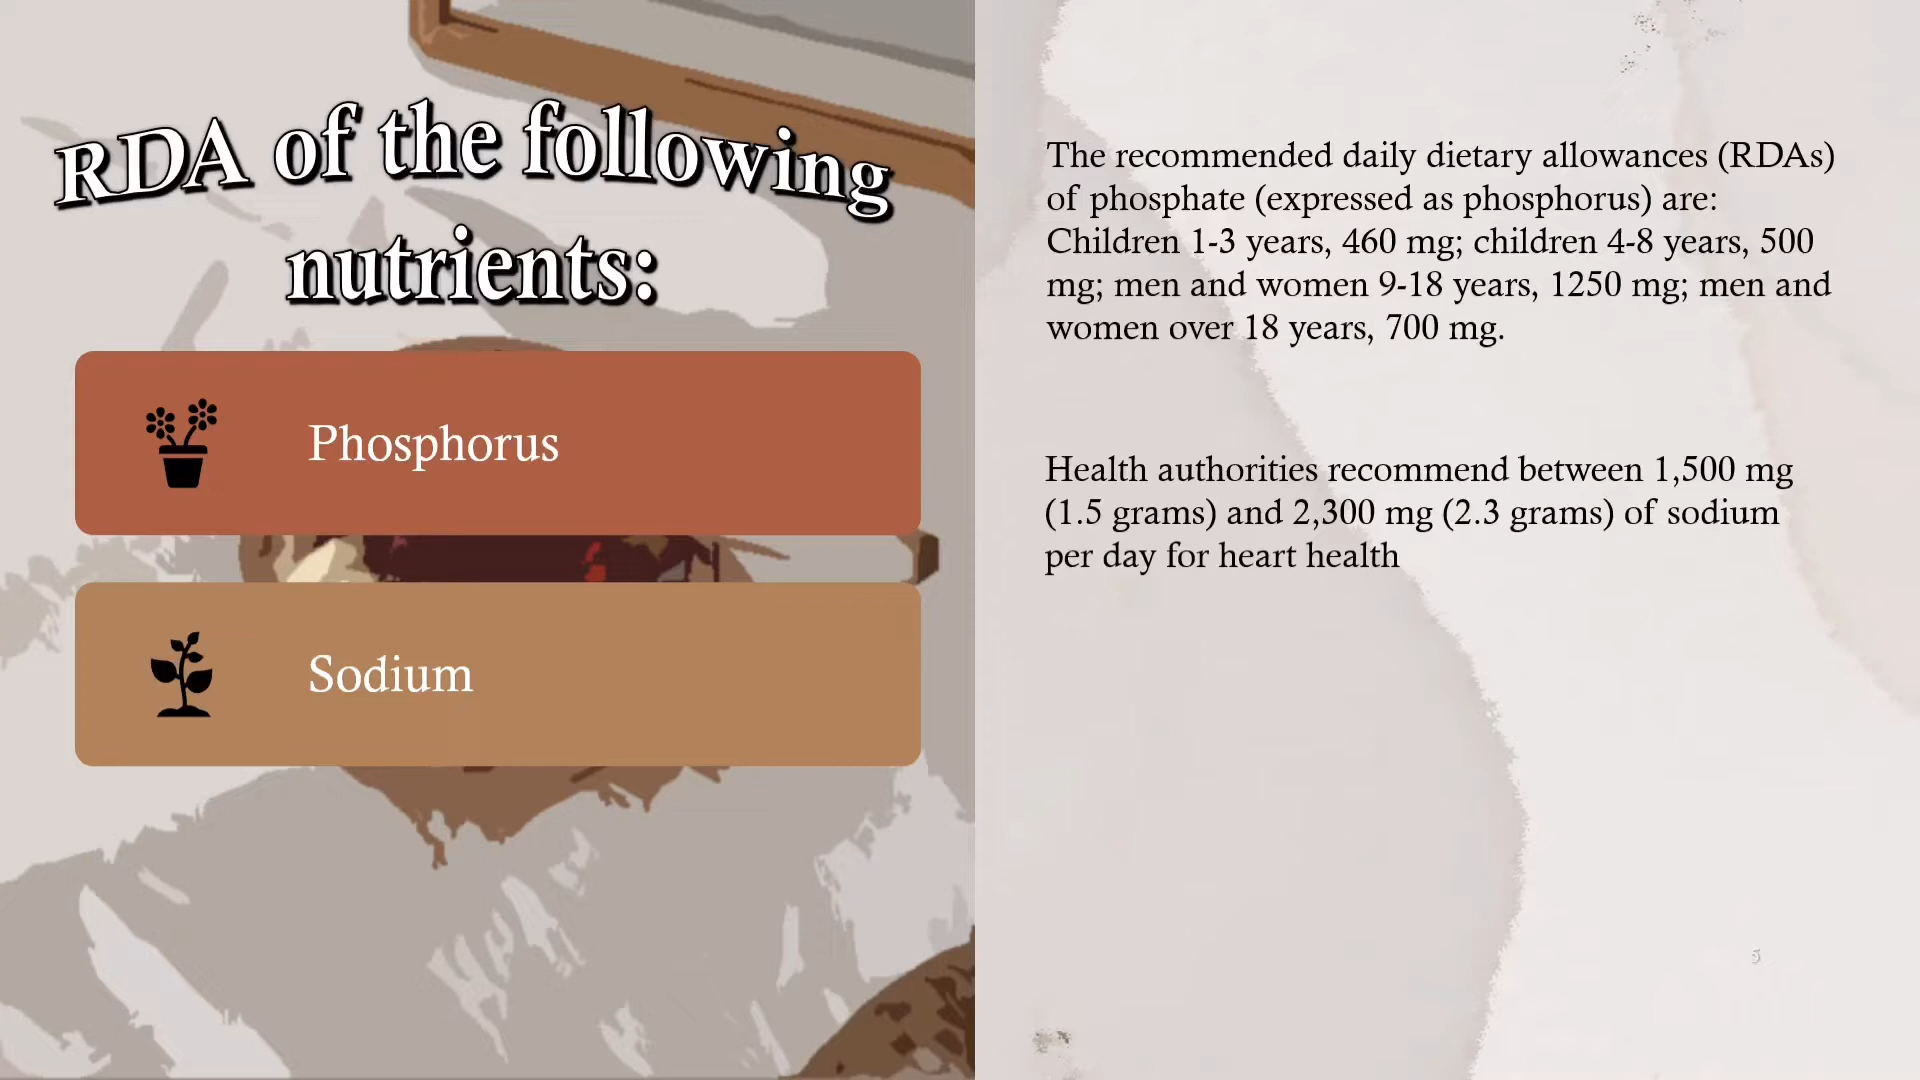 RDA of the following
nutrients:
Phosphorus
Sodium
The recommended daily dietary allowances (RDAs)
of phosphate (expressed as phosphorus) are:
Children 1-3 years, 460 mg; children 4-8 years, 500
mg; men and women 9-18 years, 1250 mg; men and
women over 18 years, 700 mg.
Health authorities recommend between 1,500 mg
(1.5 grams) and 2,300 mg (2.3 grams) of sodium
per day for heart health